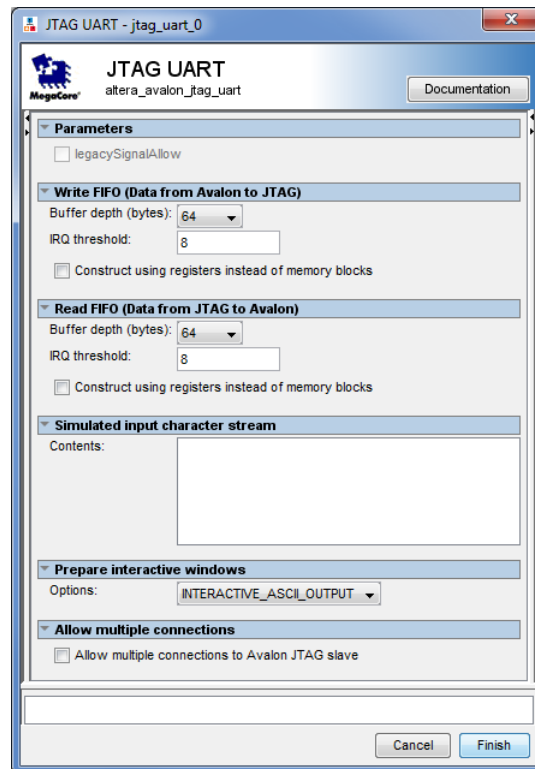 JTAG UART - jtag_uart_0
JTAG UART
MegaCore®
altera_avalon_jtag_uart
Documentation
Parameters
legacySignalAllow
Write FIFO (Data from Avalon to JTAG)
Buffer depth (bytes): 64
IRQ threshold: 8
Construct using registers instead of memory blocks
Read FIFO (Data from JTAG to Avalon)
Buffer depth (bytes): 64
IRQ threshold: 8
Construct using registers instead of memory blocks
Simulated input character stream
Contents:
Prepare interactive windows
Options: INTERACTIVE_ASCII_OUTPUT
Allow multiple connections
Allow multiple connections to Avalon JTAG slave
Cancel Finish